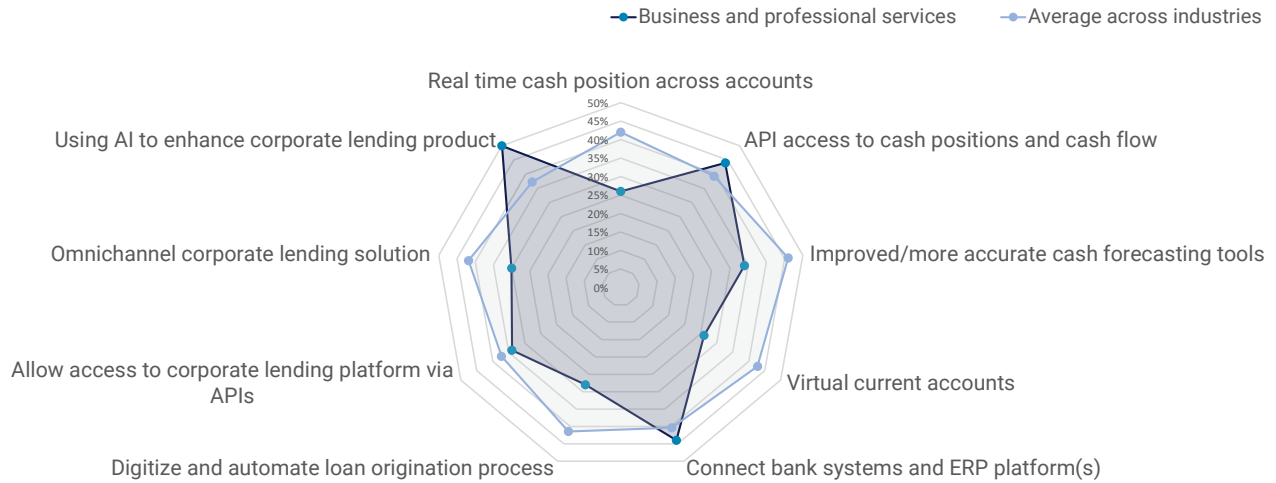 Business and professional services
Average across industries
Real time cash position across accounts
50%
45%
40%
35%
30%
25%
20%
15%
10%
5%
0%
Using AI to enhance corporate lending product
API access to cash positions and cash flow
Omnichannel corporate lending solution
Improved/more accurate cash forecasting tools
Allow access to corporate lending platform via
APIs
Virtual current accounts
Digitize and automate loan origination process
Connect bank systems and ERP platform(s)